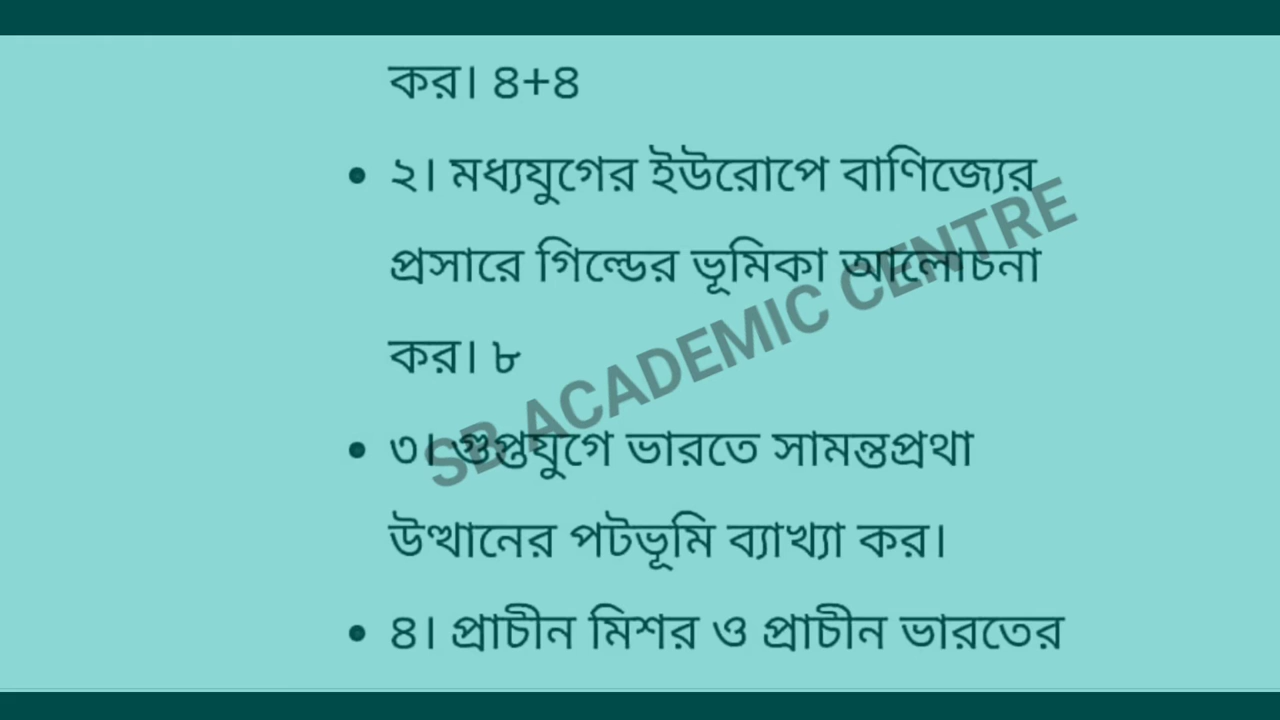 কর। ৪+৪
• ২। মধ্যযুগের ইউরোপে বাণিজ্যের
প্রসারে গিল্ডের ভূমিকা আলোচনা
কর। ৮
• ৩। গুপ্তযুগে ভারতে সামন্তপ্রথা
উত্থানের পটভূমি ব্যাখ্যা কর।
• ৪। প্রাচীন মিশর ও প্রাচীন ভারতের
SB ACADEMIC CENTRE